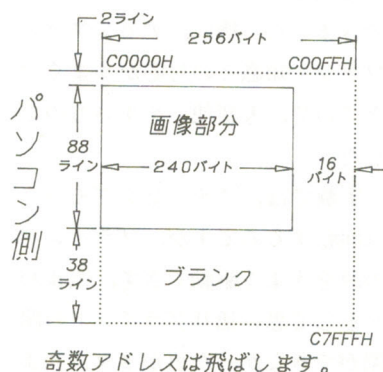 2ライン
256バイト
C0000H
C00FFH
パソコン側
88
ライン
画像部分
240バイト
16
バイト
38
ライン
ブランク
C7FFFH
奇数アドレスは飛ばします。